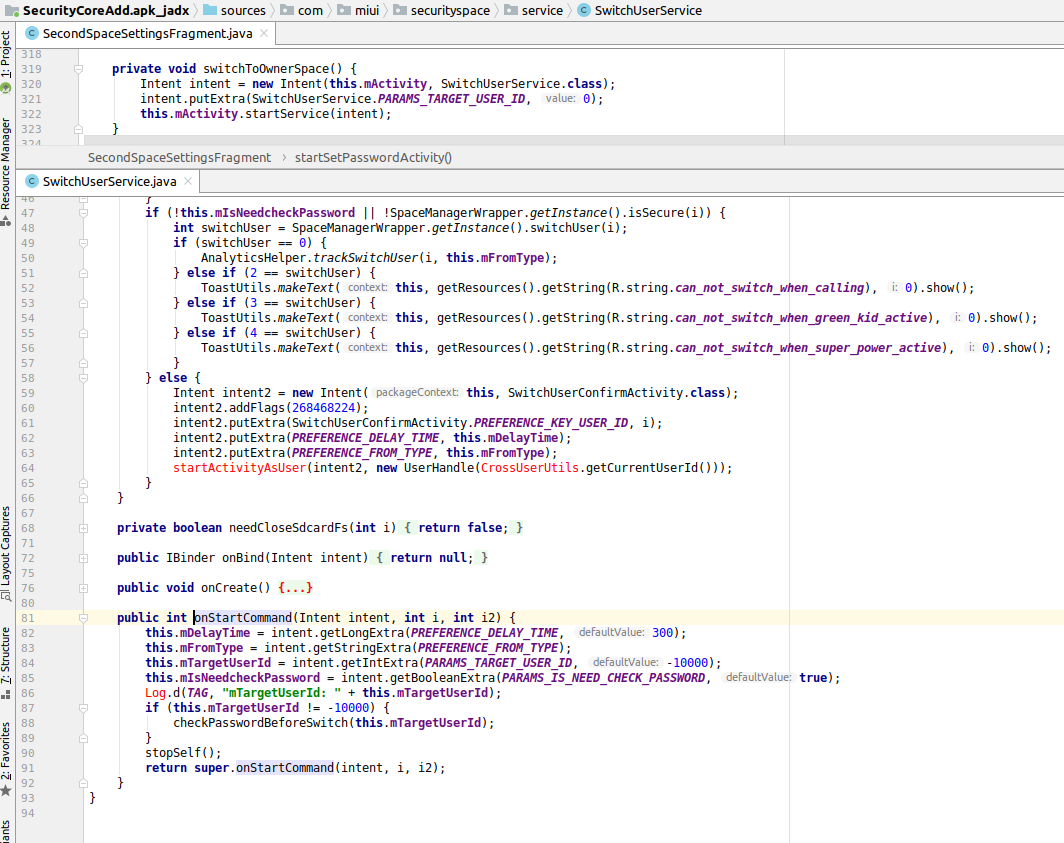 SecurityCoreAdd.apk_jadx sources com miui securityspace service SwitchUserService
SecondSpaceSettingsFragment.java
1: Project
Resource Manager
Layout Captures
7: Structure
2: Favorites
318
319 private void switchToOwnerSpace() {
320 Intent intent = new Intent(this.mActivity, SwitchUserService.class);
321 intent.putExtra(SwitchUserService.PARAMS_TARGET_USER_ID, value: 0);
322 this.mActivity.startService(intent);
323 }
324
SecondSpaceSettingsFragment › startSetPasswordActivity()
SwitchUserService.java
46 }
47 if (!this.mIsNeedcheckPassword || !SpaceManagerWrapper.getInstance().isSecure(i)) {
48 int switchUser = SpaceManagerWrapper.getInstance().switchUser(i);
49 if (switchUser == 0) {
50 AnalyticsHelper.trackSwitchUser(i, this.mFromType);
51 } else if (2 == switchUser) {
52 ToastUtils.makeText( context: this, getResources().getString(R.string.can_not_switch_when_calling), i: 0).show();
53 } else if (3 == switchUser) {
54 ToastUtils.makeText( context: this, getResources().getString(R.string.can_not_switch_when_green_kid_active), i: 0).show();
55 } else if (4 == switchUser) {
56 ToastUtils.makeText( context: this, getResources().getString(R.string.can_not_switch_when_super_power_active), i: 0).show();
57 }
58 } else {
59 Intent intent2 = new Intent( packageContext: this, SwitchUserConfirmActivity.class);
60 intent2.addFlags(268468224);
61 intent2.putExtra(SwitchUserConfirmActivity.PREFERENCE_KEY_USER_ID, i);
62 intent2.putExtra(PREFERENCE_DELAY_TIME, this.mDelayTime);
63 intent2.putExtra(PREFERENCE_FROM_TYPE, this.mFromType);
64 startActivityAsUser(intent2, new UserHandle(CrossUserUtils.getCurrentUserId()));
65 }
66 }
67
68 private boolean needCloseSdcardFs(int i) { return false; }
71
72 public IBinder onBind(Intent intent) { return null; }
75
76 public void onCreate() {...}
80
81 public int onStartCommand(Intent intent, int i, int i2) {
82 this.mDelayTime = intent.getLongExtra(PREFERENCE_DELAY_TIME, defaultValue: 300);
83 this.mFromType = intent.getStringExtra(PREFERENCE_FROM_TYPE);
84 this.mTargetUserId = intent.getIntExtra(PARAMS_TARGET_USER_ID, defaultValue: -10000);
85 this.mIsNeedcheckPassword = intent.getBooleanExtra(PARAMS_IS_NEED_CHECK_PASSWORD, defaultValue: true);
86 Log.d(TAG, "mTargetUserId: " + this.mTargetUserId);
87 if (this.mTargetUserId != -10000) {
88 checkPasswordBeforeSwitch(this.mTargetUserId);
89 }
90 stopSelf();
91 return super.onStartCommand(intent, i, i2);
92 }
93 }
94